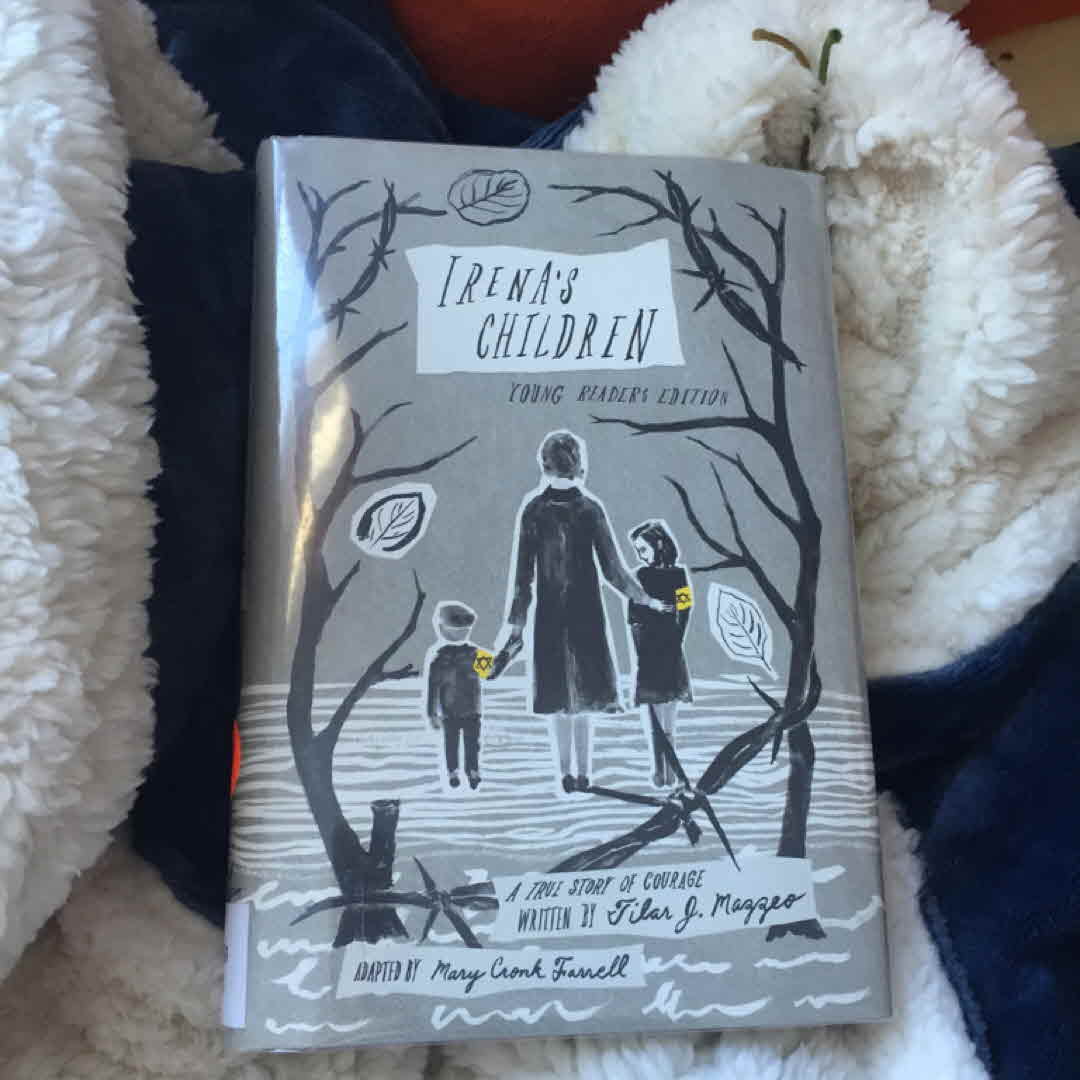 IRENA'S
CHILDREN
YOUNG READERS EDITION
A TRUE STORY OF COURAGE
WRITTEN BY Tilar J. Mazzeo
ADAPTED BY Mary Cronk Farrell